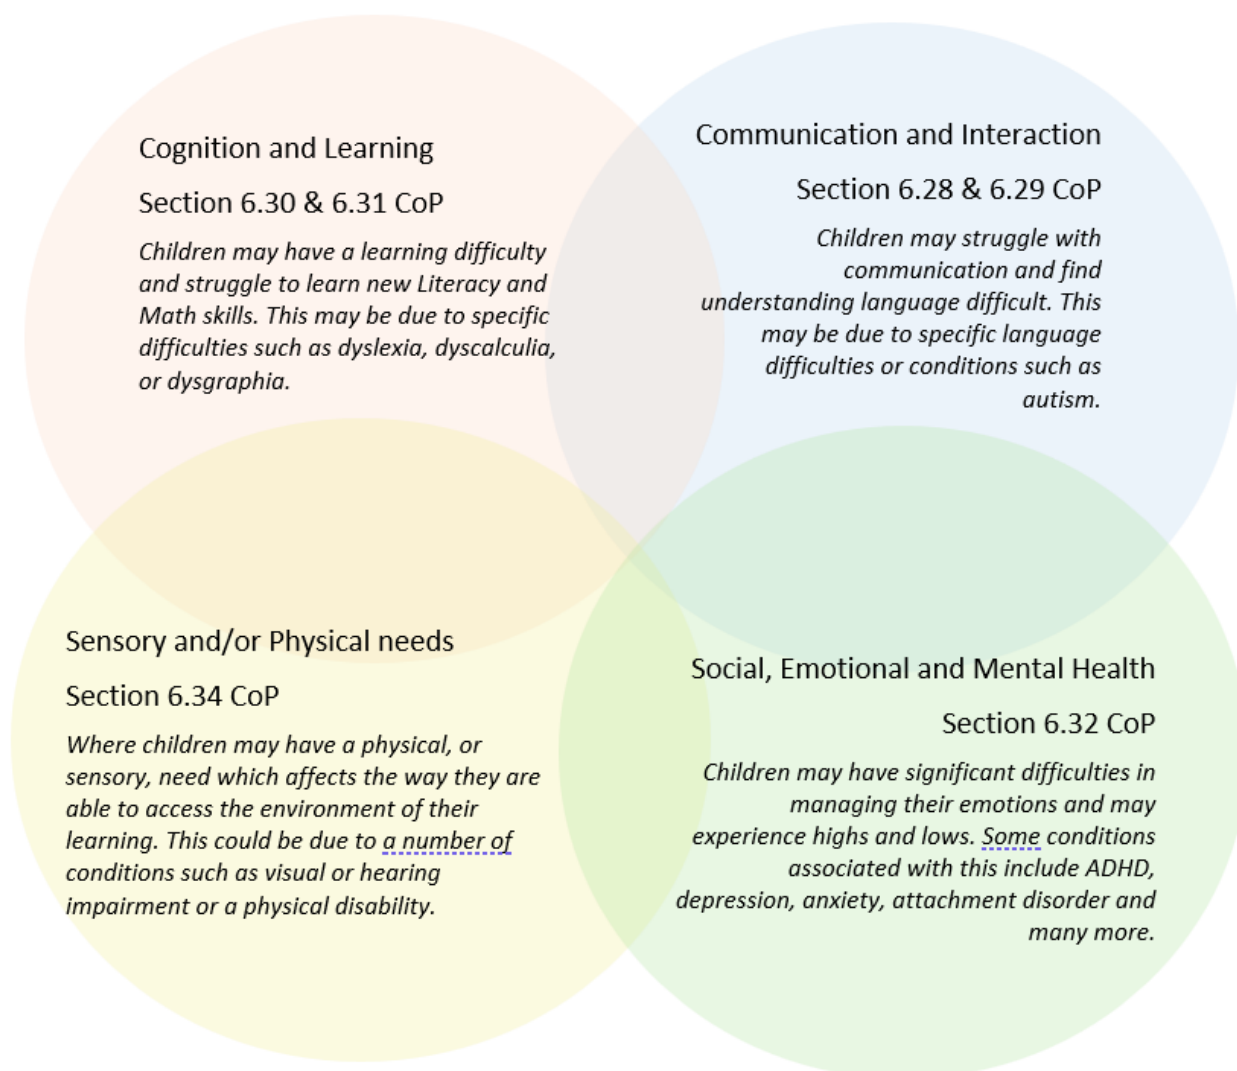 Cognition and Learning
Section 6.30 & 6.31 CoP
Children may have a learning difficulty
and struggle to learn new Literacy and
Math skills. This may be due to specific
difficulties such as dyslexia, dyscalculia,
or dysgraphia.
Communication and Interaction
Section 6.28 & 6.29 CoP
Children may struggle with
communication and find
understanding language difficult. This
may be due to specific language
difficulties or conditions such as
autism.
Sensory and/or Physical needs
Section 6.34 CoP
Where children may have a physical, or
sensory, need which affects the way they are
able to access the environment of their
learning. This could be due to a number of
conditions such as visual or hearing
impairment or a physical disability.
Social, Emotional and Mental Health
Section 6.32 CoP
Children may have significant difficulties in
managing their emotions and may
experience highs and lows. Some conditions
associated with this include ADHD,
depression, anxiety, attachment disorder and
many more.